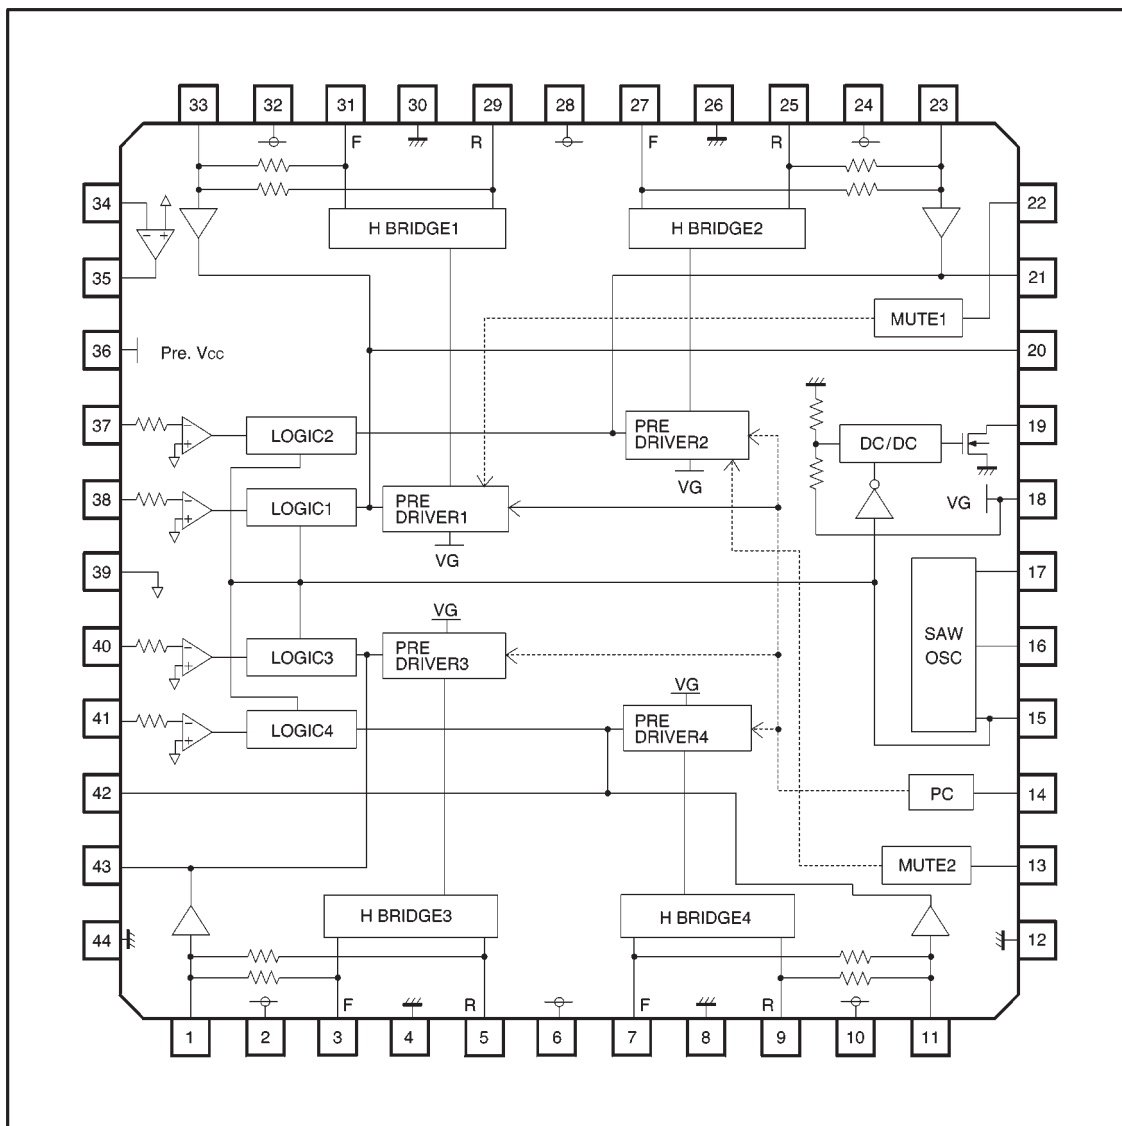 33 32 31 30 29 28 27 26 25 24 23
F R F R
34 22
H BRIDGE1 H BRIDGE2
- +
35 21
MUTE1
36 Pre. Vcc 20
37 - + LOGIC2 PRE DRIVER2 DC/DC 19
VG
38 - + LOGIC1 PRE DRIVER1 VG 18
VG
39 17
VG
40 - + LOGIC3 PRE DRIVER3 SAW OSC 16
VG
41 - + LOGIC4 PRE DRIVER4 15
42 PC 14
43 MUTE2 13
H BRIDGE3 H BRIDGE4
44 12
F R F R
1 2 3 4 5 6 7 8 9 10 11